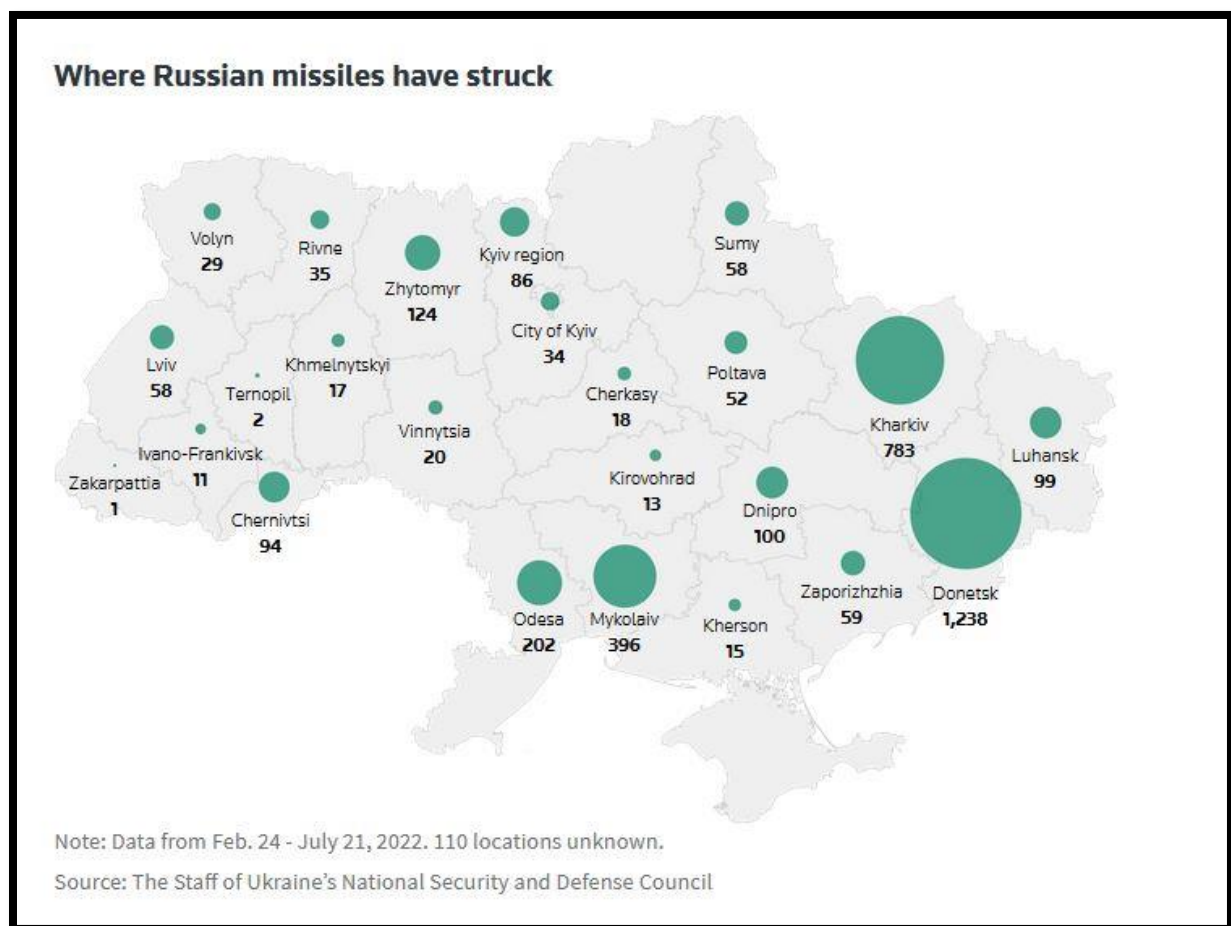 Where Russian missiles have struck
Volyn
29
Rivne
35
Zhytomyr
124
Kyiv region
86
Sumy
58
City of Kyiv
34
Lviv
58
Ternopil
2
Khmelnytskyi
17
Vinnytsia
20
Cherkasy
18
Poltava
52
Kharkiv
783
Luhansk
99
Zakarpattia
1
Ivano-Frankivsk
11
Chernivtsi
94
Kirovohrad
13
Dnipro
100
Odesa
202
Mykolaiv
396
Kherson
15
Zaporizhzhia
59
Donetsk
1,238
Note: Data from Feb. 24 - July 21, 2022. 110 locations unknown.
Source: The Staff of Ukraine's National Security and Defense Council